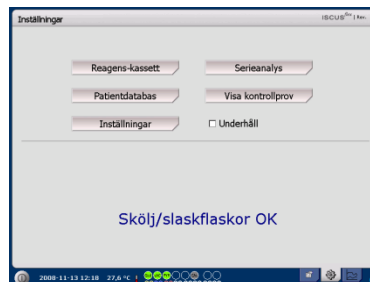 Inställningar
ISCUS
Reagens-kassett
Serieanalys
Patientdatabas
Visa kontrollprov
Inställningar
Underhåll
Skölj/slaskflaskor OK
2008-11-13 12:18 27,6 °C